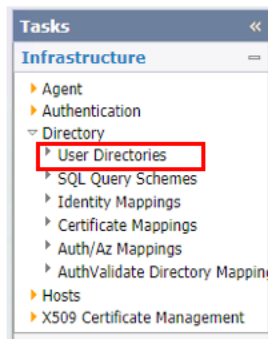 Tasks «
Infrastructure
Agent
Authentication
Directory
User Directories
SQL Query Schemes
Identity Mappings
Certificate Mappings
Auth/Az Mappings
AuthValidate Directory Mapping
Hosts
X509 Certificate Management